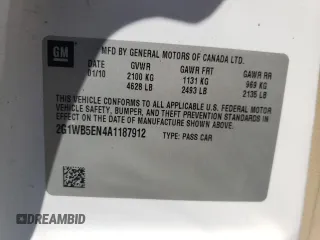 GM
MFD BY GENERAL MOTORS OF CANADA LTD.
DATE GVWR GAWR FRT GAWR RR
01/10 2100 KG 1131 KG 969 KG
4628 LB 2493 LB 2135 LB
THIS VEHICLE CONFORMS TO ALL APPLICABLE U.S. FEDERAL MOTOR
VEHICLE SAFETY, BUMPER, AND THEFT PREVENTION STANDARDS IN
EFFECT ON THE DATE OF MANUFACTURE SHOWN ABOVE.
2G1WB5EN4A1187912 TYPE: PASS CAR
DREAMBID